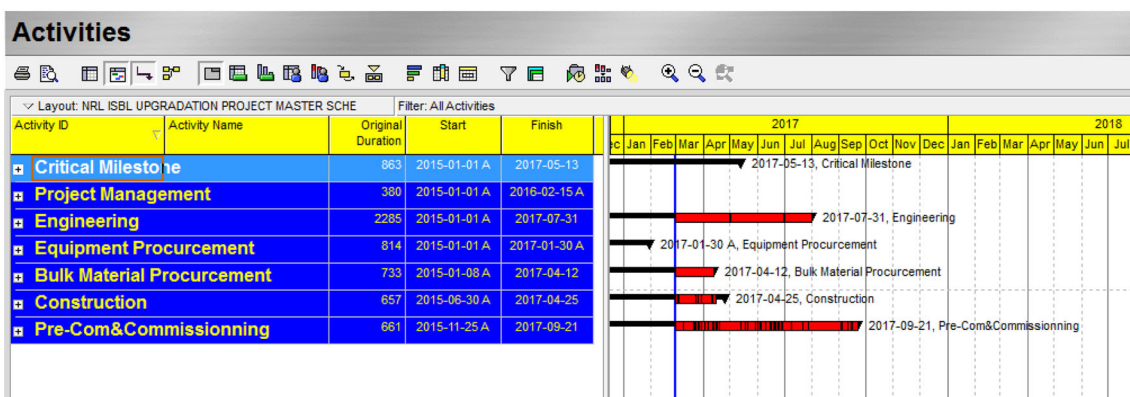 Activities
Layout: NRL ISBL UPGRADATION PROJECT MASTER SCHE Filter: All Activities
Activity ID Activity Name Original Duration Start Finish
2017 2018
ec Jan Feb Mar Apr May Jun Jul Aug Sep Oct Nov Dec Jan Feb Mar Apr May Jun Jul
Critical Milestone 863 2015-01-01 A 2017-05-13 2017-05-13, Critical Milestone
Project Management 380 2015-01-01 A 2016-02-15 A
Engineering 2285 2015-01-01 A 2017-07-31 2017-07-31, Engineering
Equipment Procurcement 814 2015-01-01 A 2017-01-30 A 2017-01-30 A, Equipment Procurcement
Bulk Material Procurcement 733 2015-01-08 A 2017-04-12 2017-04-12, Bulk Material Procurcement
Construction 657 2015-06-30 A 2017-04-25 2017-04-25, Construction
Pre-Com&Commissionning 661 2015-11-25 A 2017-09-21 2017-09-21, Pre-Com&Commissionning